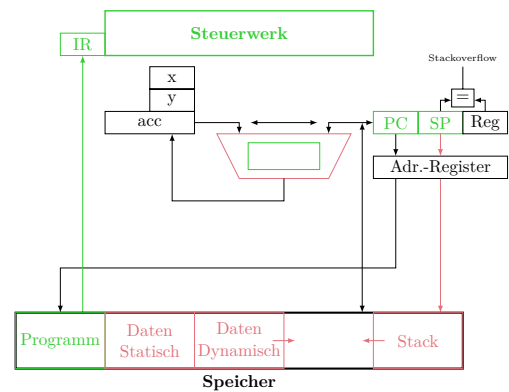 Steuerwerk
IR
Stackoverflow
x
y
=
acc
PC
SP
Reg
Adr.-Register
Programm
Daten
Statisch
Daten
Dynamisch
Stack
Speicher